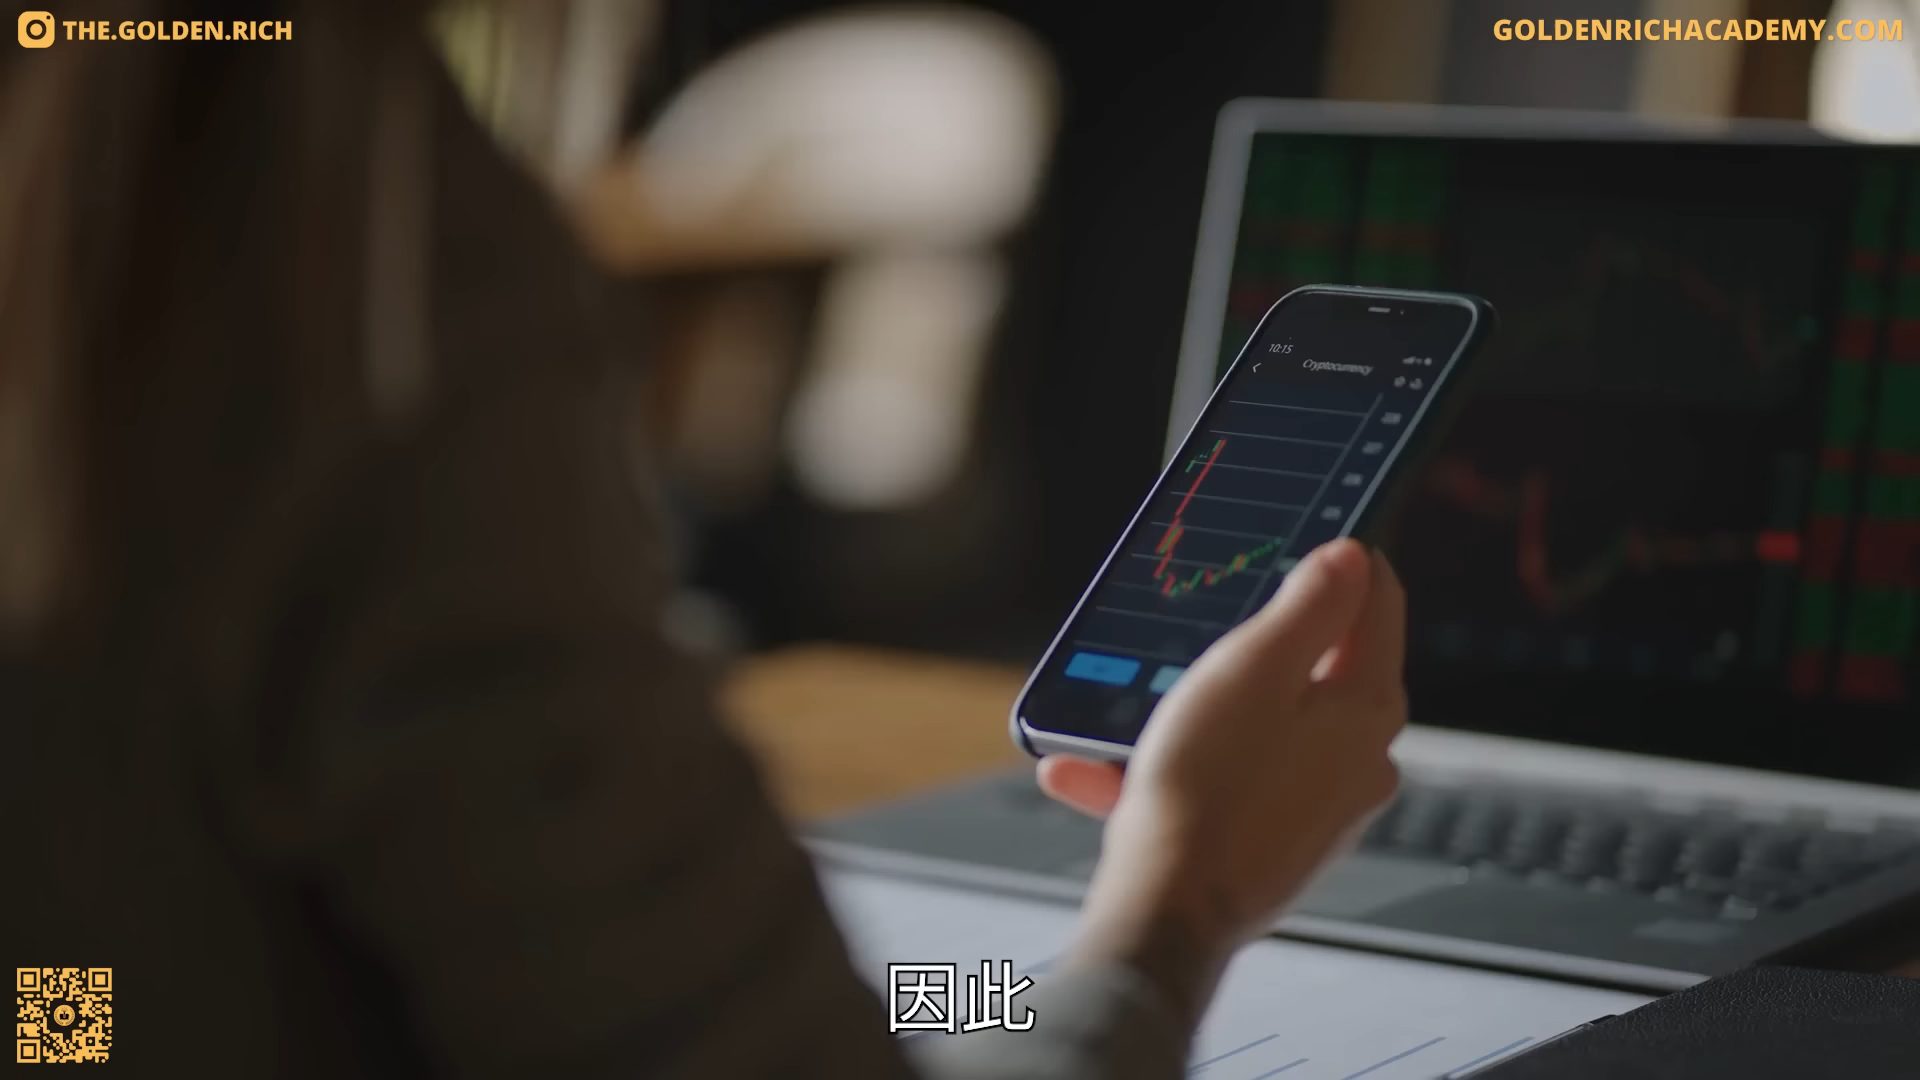 THE.GOLDEN.RICH
GOLDENRICHACADEMY.COM
10:15
Cryptocurrency
因此